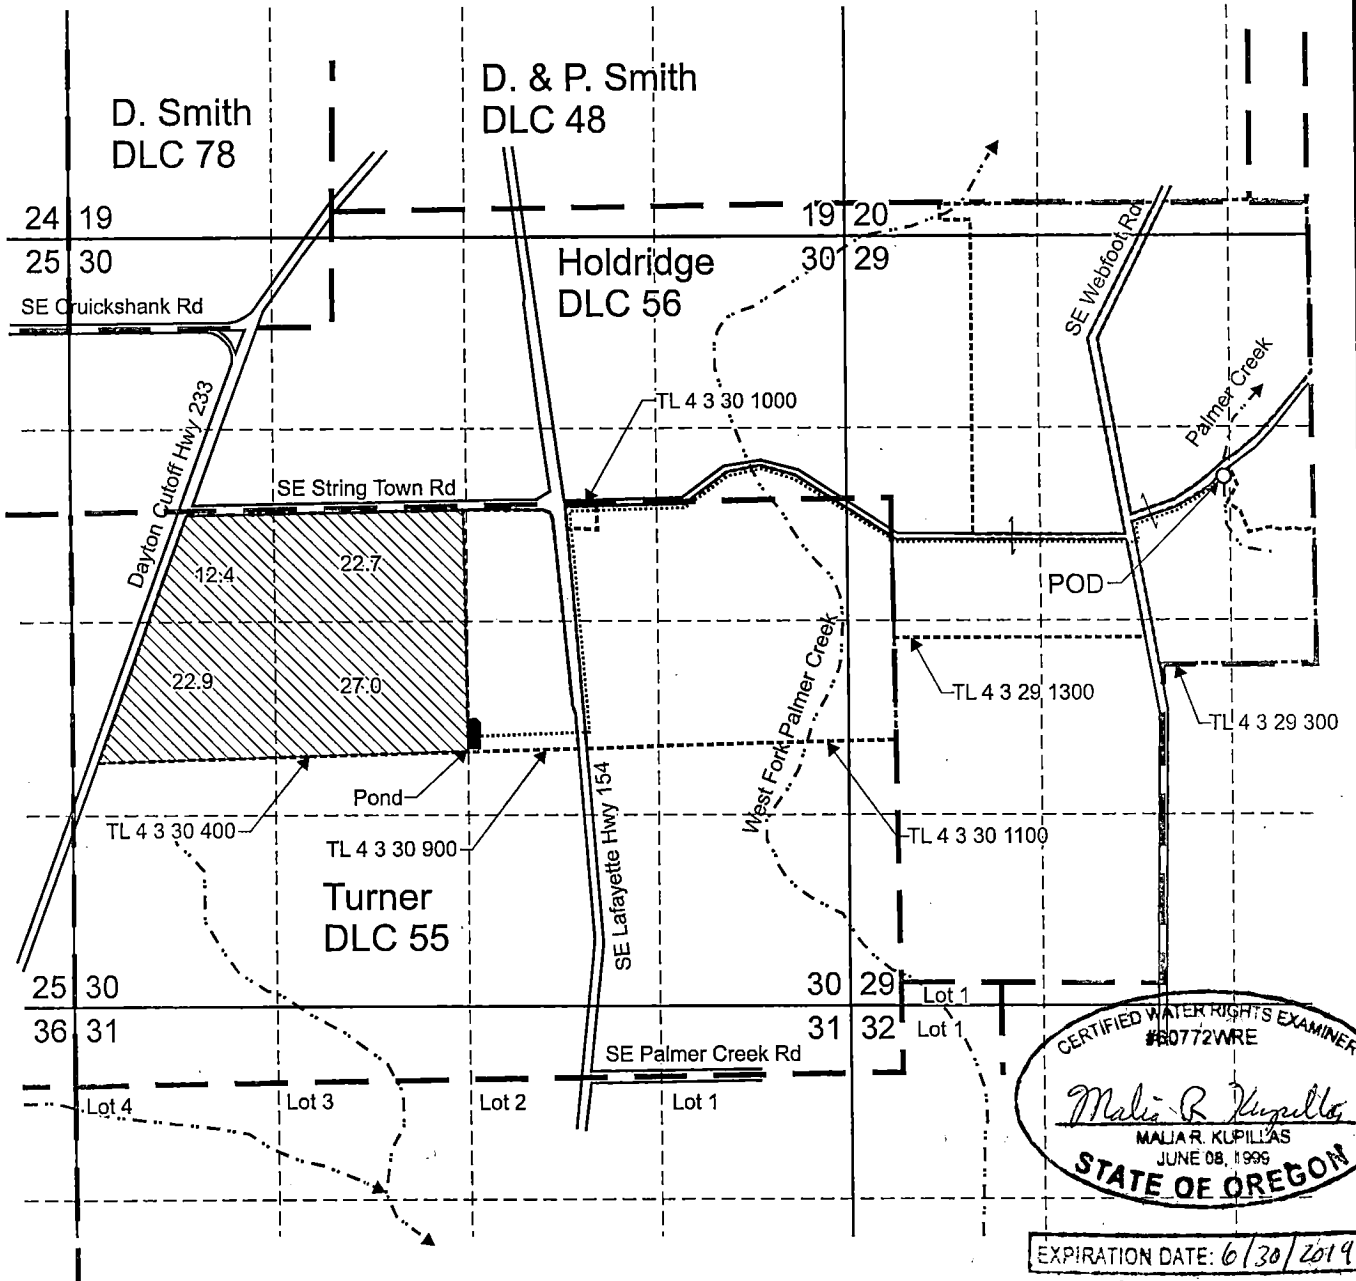 D. & P. Smith
DLC 48
D. Smith
DLC 78
24 19
25 30
19 20
30 29
SE Cruickshank Rd
Holdridge
DLC 56
SE Webfoot Rd
Palmer Creek
TL 4 3 30 1000
Dayton Cutoff Hwy 233
SE String Town Rd
12.4
22.7
POD
22.9
27.0
West Fork Palmer Creek
TL 4 3 29 1300
TL 4 3 29 300
Pond
TL 4 3 30 400
TL 4 3 30 900
TL 4 3 30 1100
Turner
DLC 55
SE Lafayette Hwy 154
25 30
36 31
30 29
31 32
Lot 1
Lot 1
SE Palmer Creek Rd
Lot 4
Lot 3
Lot 2
Lot 1
CERTIFIED WATER RIGHTS EXAMINER
#60772WRE
Malia R Kupillas
MALIA R. KUPILLAS
JUNE 08, 1999
STATE OF OREGON
EXPIRATION DATE: 6/30/2019